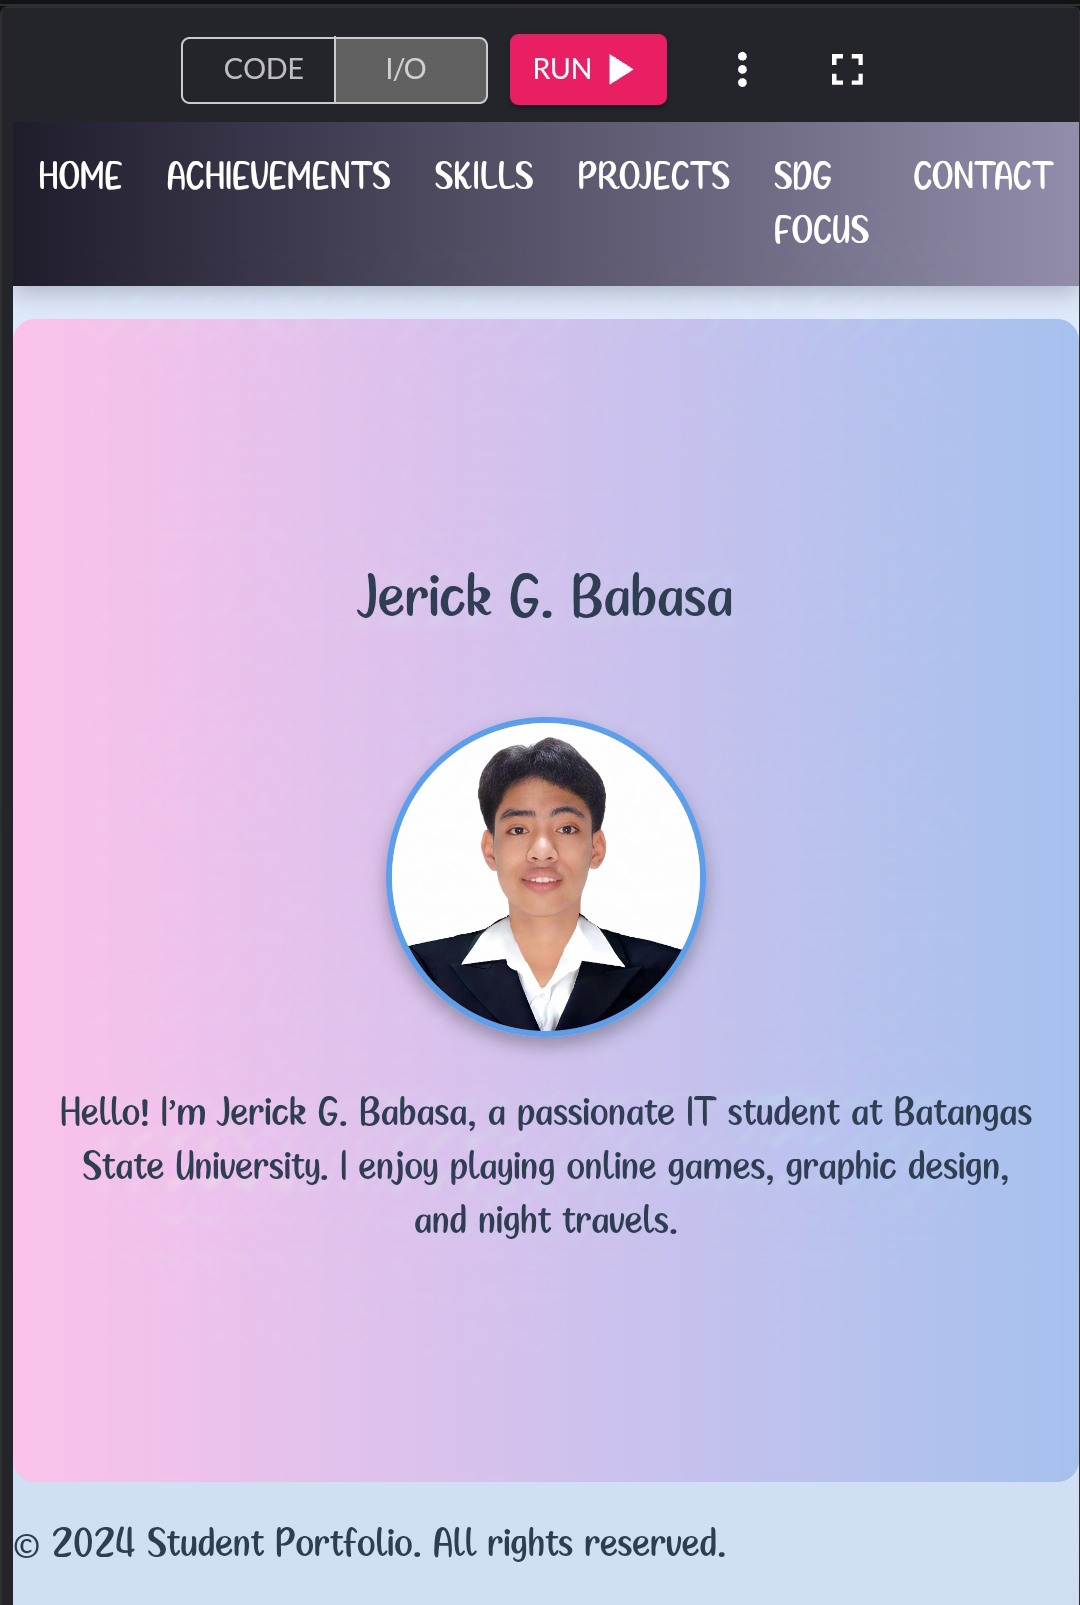 CODE I/O RUN
HOME ACHIEVEMENTS SKILLS PROJECTS SDG FOCUS CONTACT
Jerick G. Babasa
Hello! I'm Jerick G. Babasa, a passionate IT student at Batangas
State University. I enjoy playing online games, graphic design,
and night travels.
© 2024 Student Portfolio. All rights reserved.